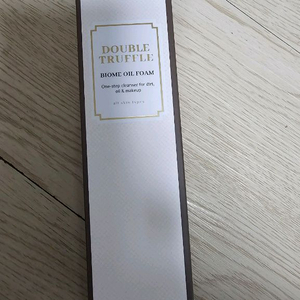 DOUBLE
TRUFFLE
BIOME OIL FOAM
One-step cleanser for dirt,
oil & makeup